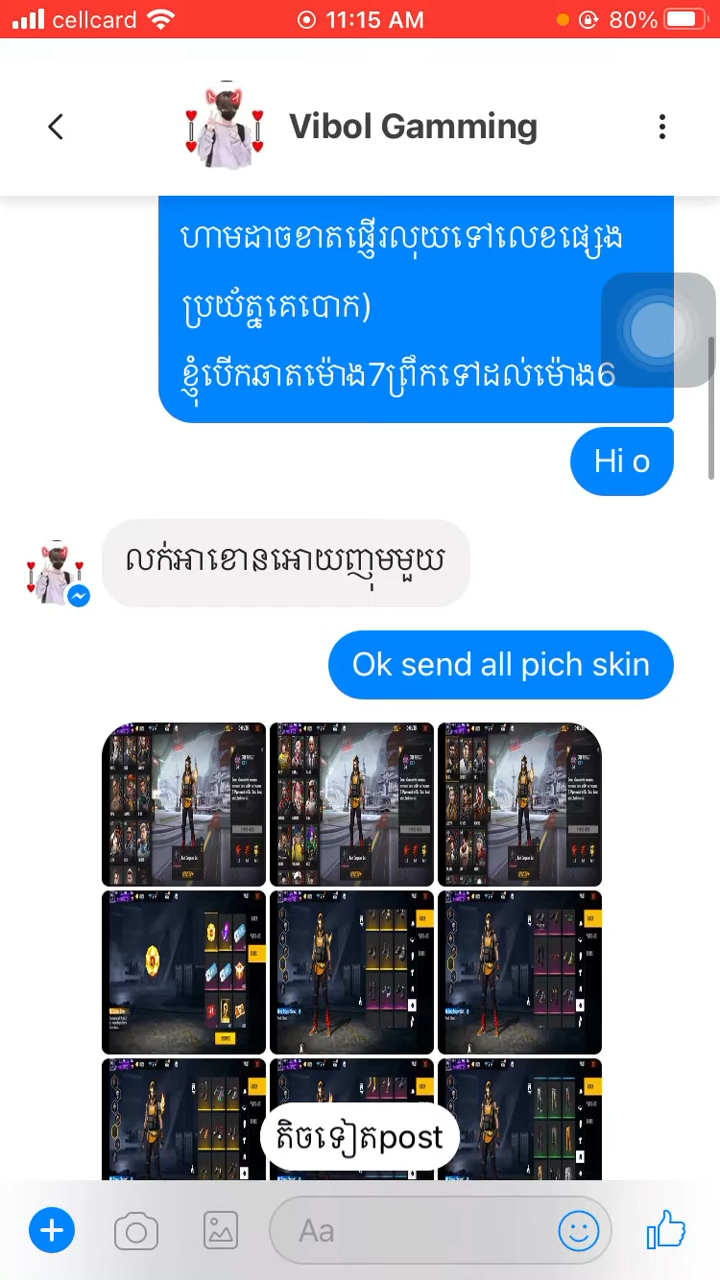 cellcard 11:15 AM 80%
Vibol Gamming
ហាមដាចខាតផ្ញើរលុយទៅលេខផ្សេង
ប្រយ័ត្នគេបោក)
ខ្ញុំបើកឆាតម៉ោង7ព្រឹកទៅដល់ម៉ោង6
Hi o
លក់អាខោនអោយញុមមួយ
Ok send all pich skin
តិចទៀតpost
Aa